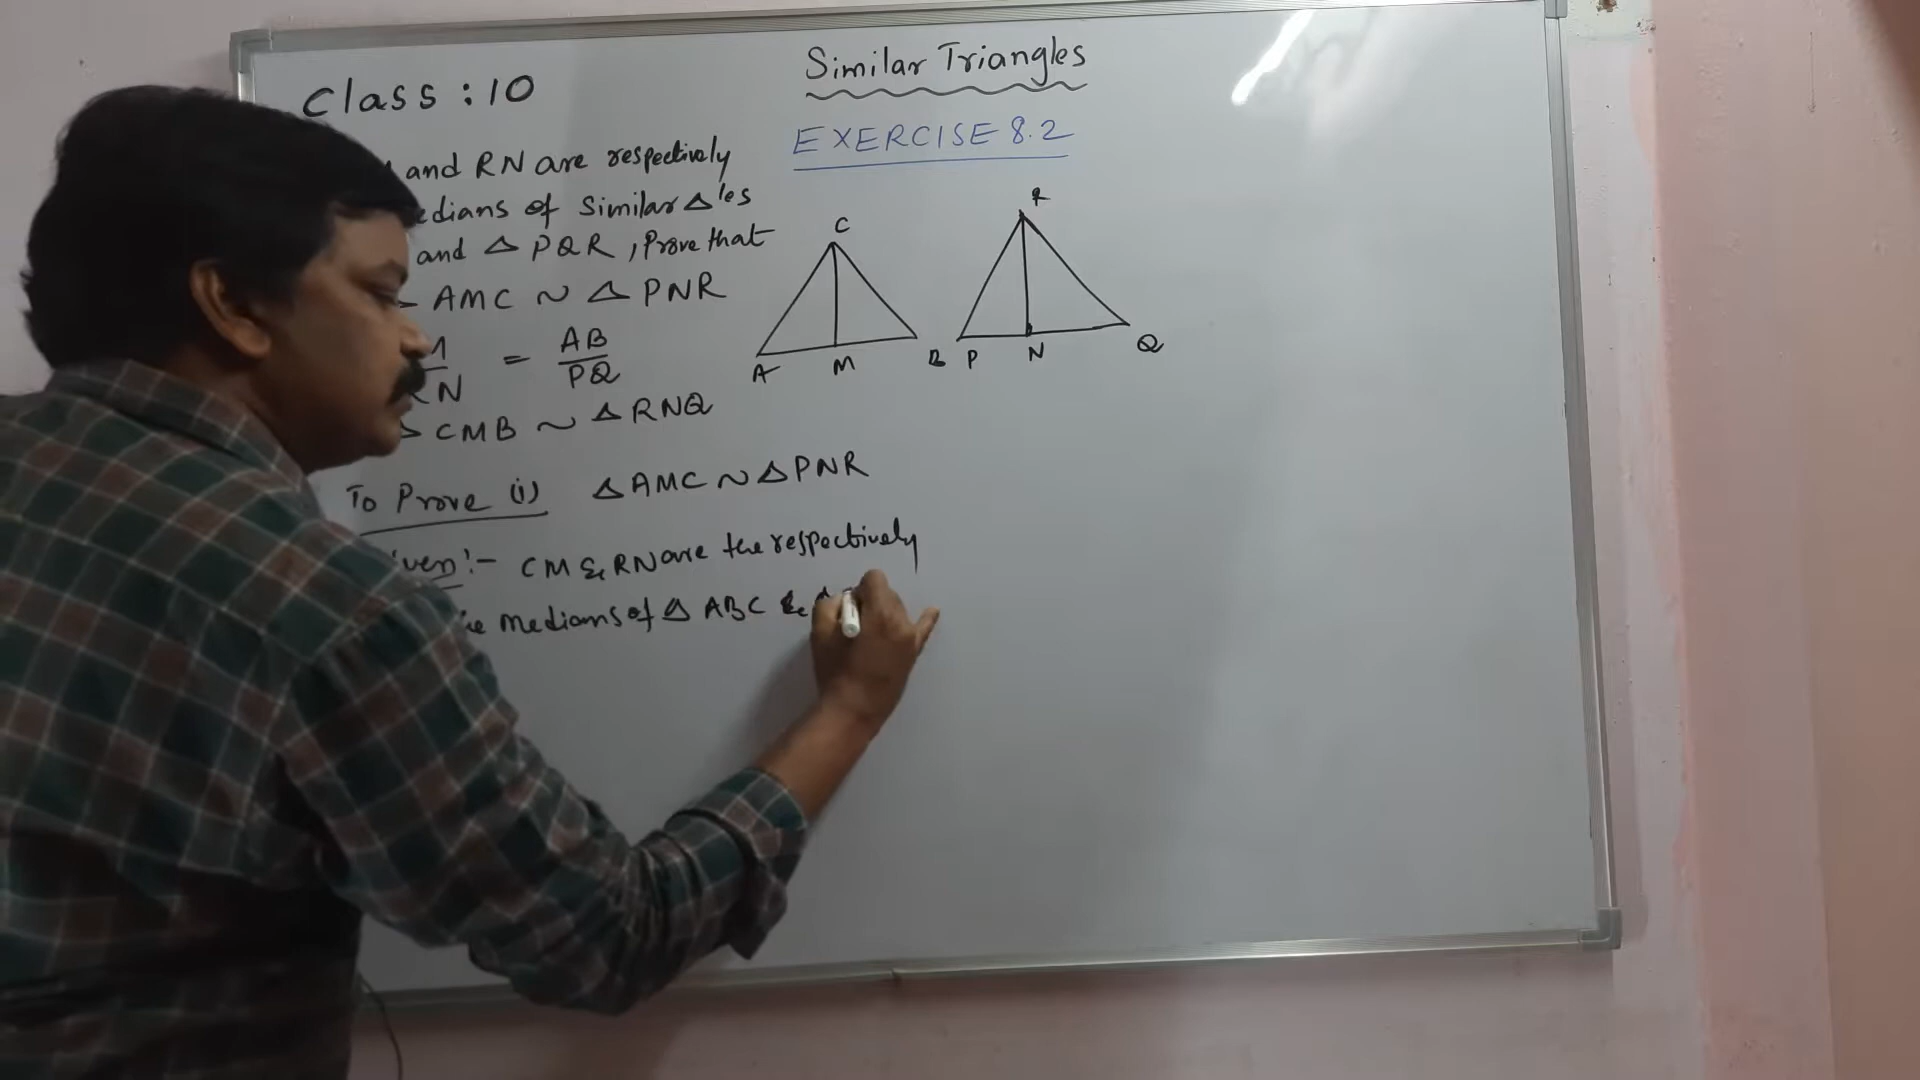 Similar Triangles
Class : 10
EXERCISE 8.2
and RN are respectively
edians of Similar △les
and △ PQR, Prove that
AMC ~ △ PNR
= AB/PQ
N
CMB ~ △ RNQ
C
A
M
B
R
P
N
Q
To Prove (i) △AMC ~ △PNR
iven:- CM & RN are the respectively
Medians of △ ABC &